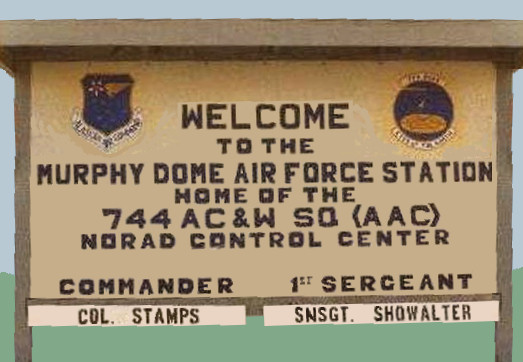 WELCOME
TO THE
MURPHY DOME AIR FORCE STATION
HOME OF THE
744 AC&W SQ (AAC)
NORAD CONTROL CENTER
COMMANDER 1ST SERGEANT
COL. STAMPS SNSGT. SHOWALTER